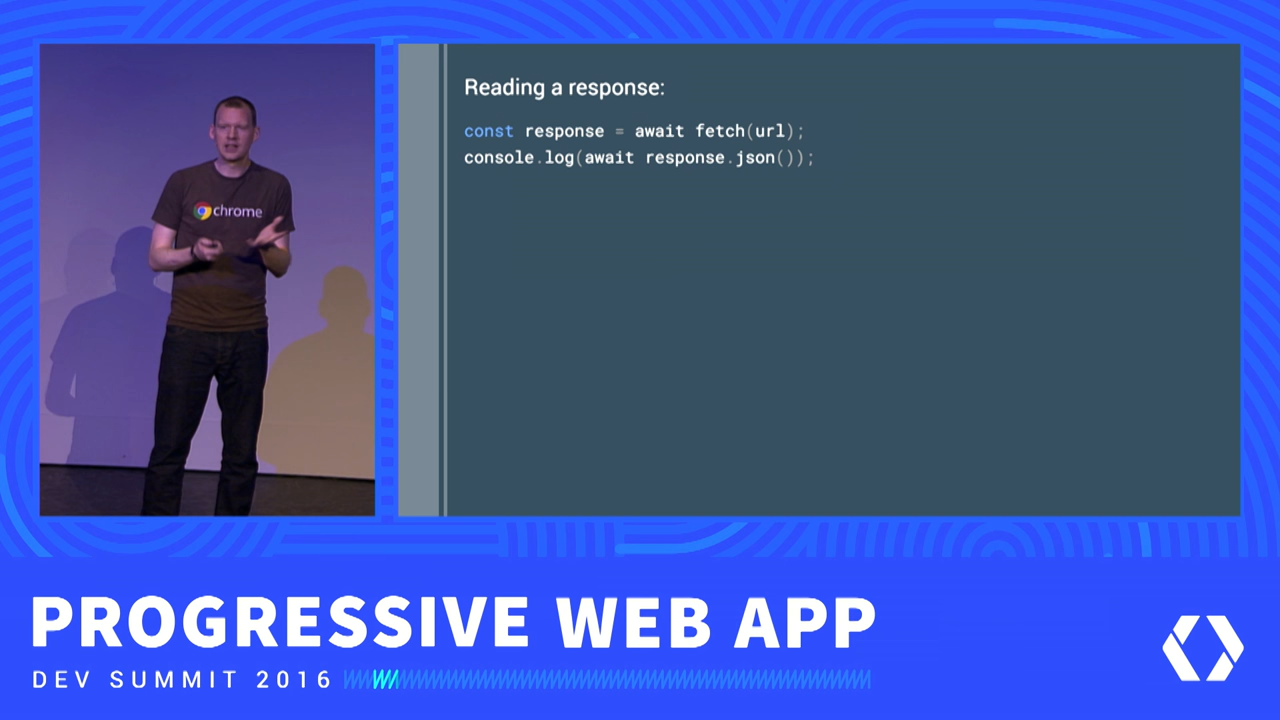 chrome
Reading a response:
const response = await fetch(url);
console.log(await response.json());
PROGRESSIVE WEB APP
DEV SUMMIT 2016